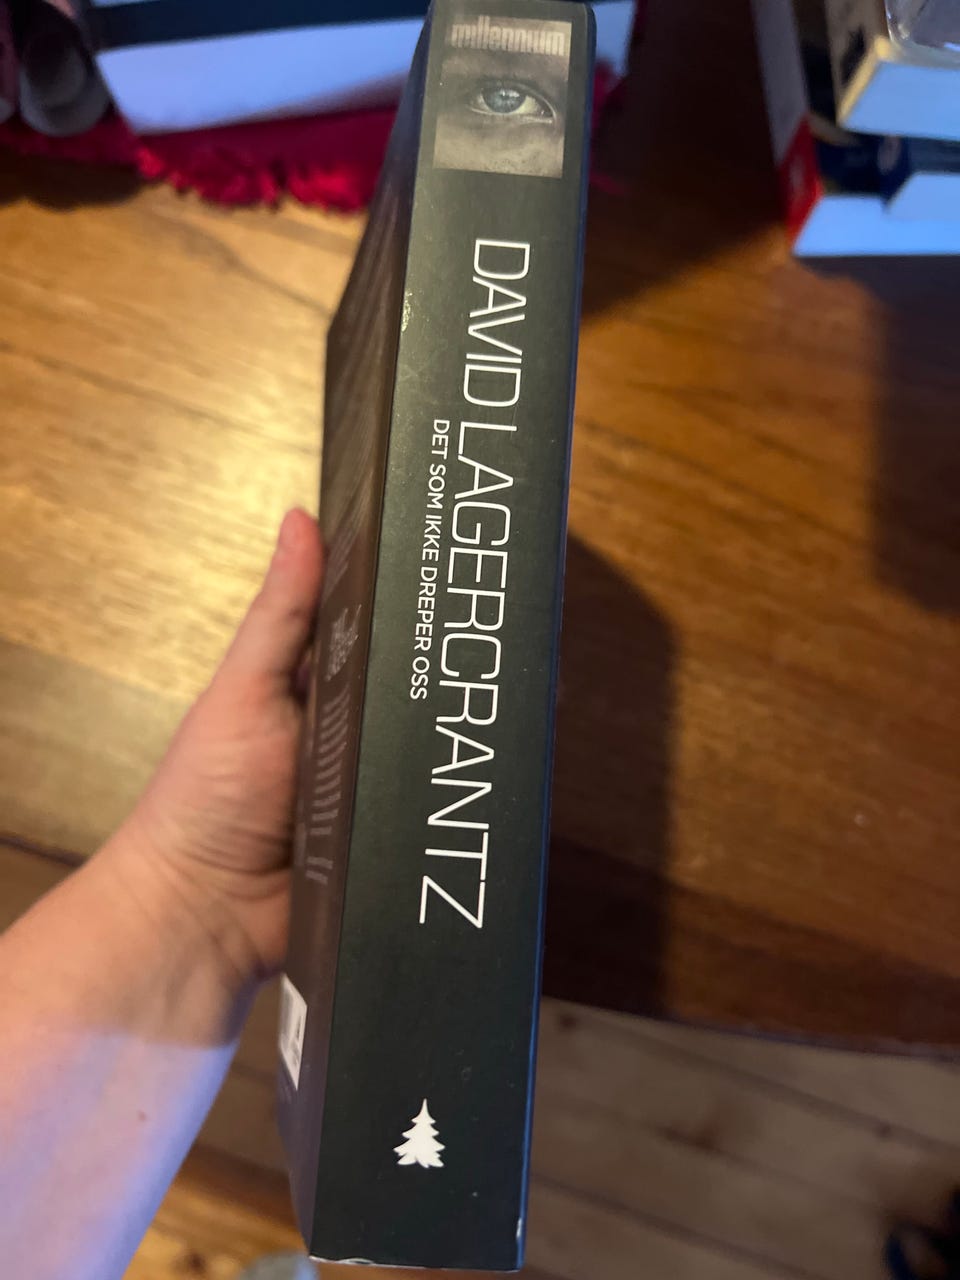 millennium
DAVID LAGERCRANTZ
DET SOM IKKE DREPER OSS